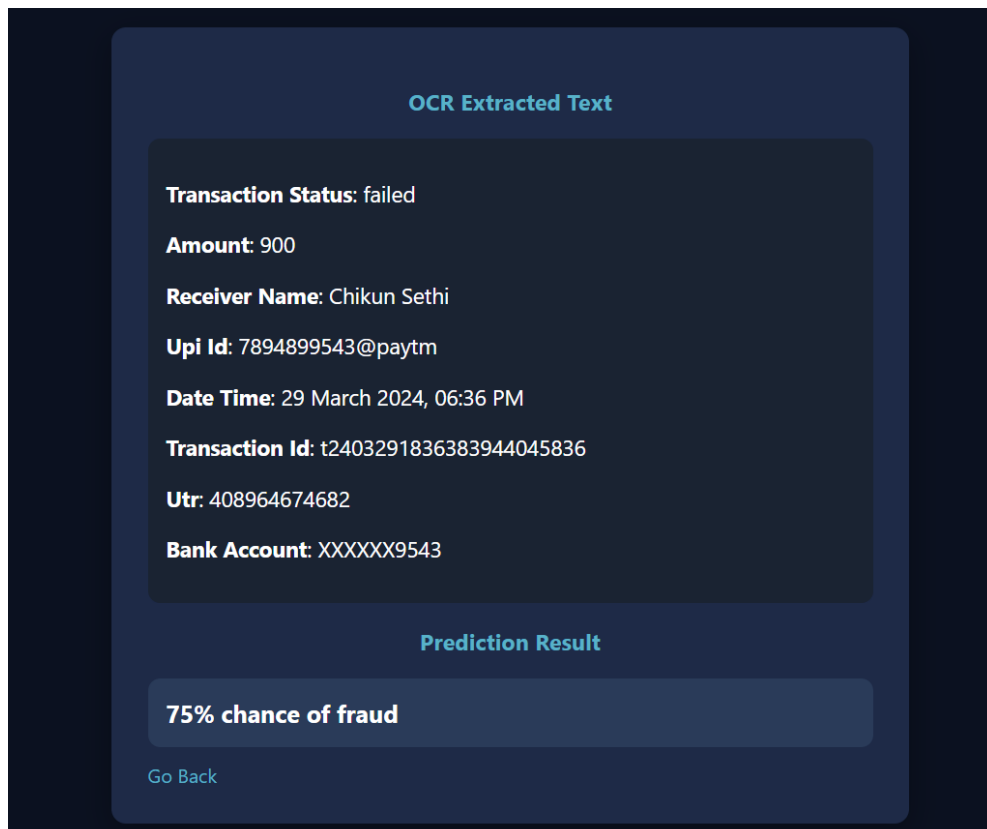 OCR Extracted Text
Transaction Status: failed
Amount: 900
Receiver Name: Chikun Sethi
Upi Id: 7894899543@paytm
Date Time: 29 March 2024, 06:36 PM
Transaction Id: t2403291836383944045836
Utr: 408964674682
Bank Account: XXXXXX9543
Prediction Result
75% chance of fraud
Go Back